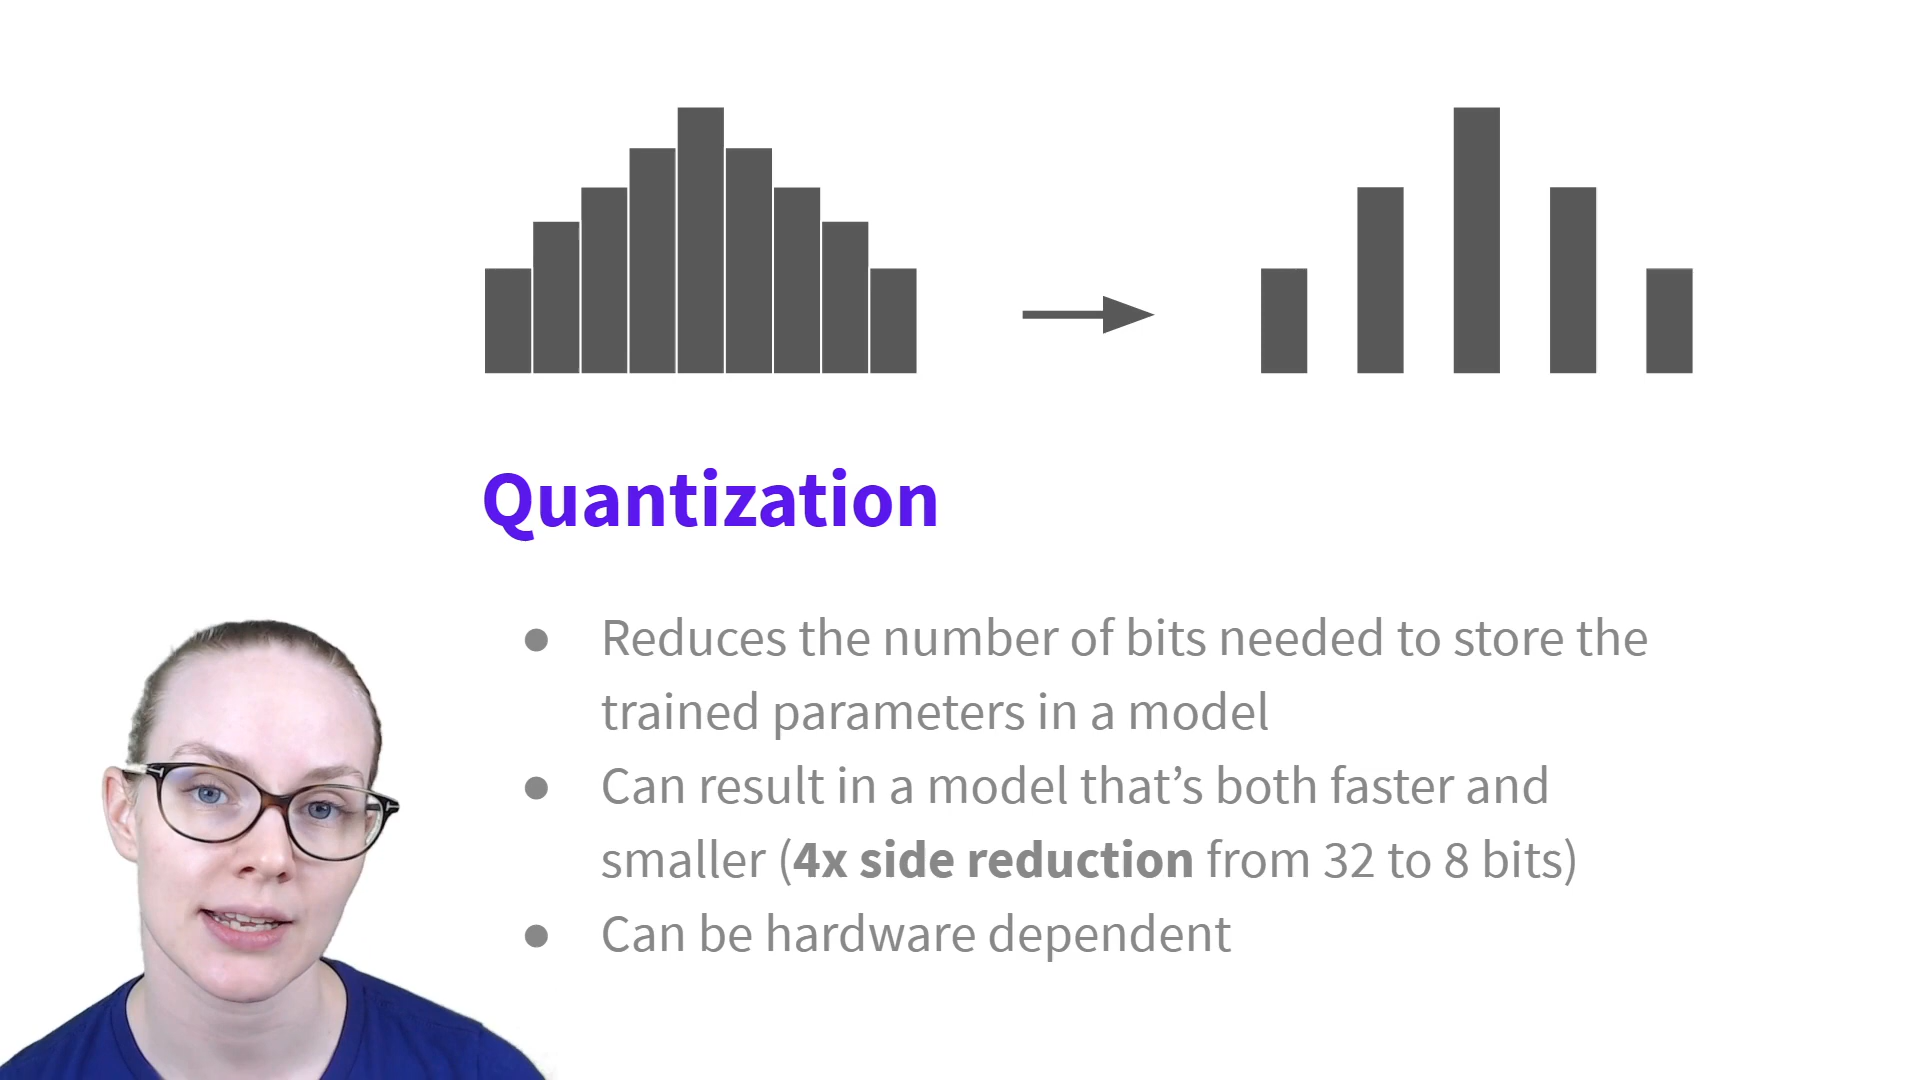 Quantization
● Reduces the number of bits needed to store the
trained parameters in a model
● Can result in a model that’s both faster and
smaller (4x side reduction from 32 to 8 bits)
● Can be hardware dependent